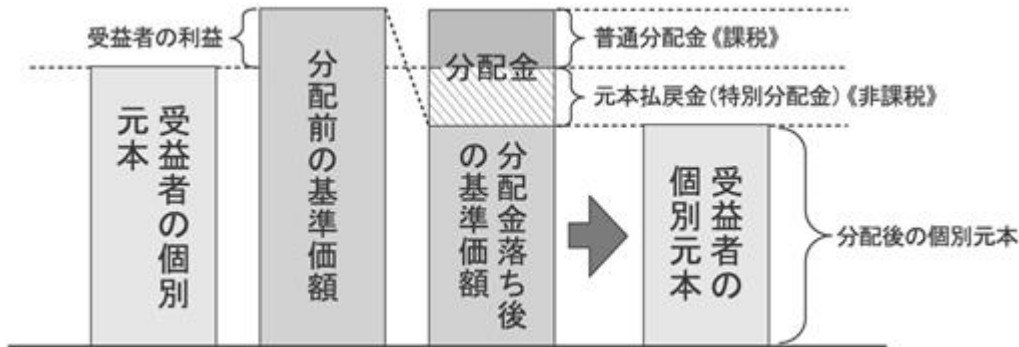 受益者の利益
受益者の個別
元本
分配前の基準価額
分配金
分配金落ち後
の基準価額
普通分配金《課税》
元本払戻金(特別分配金)《非課税》
受益者の
個別元本
分配後の個別元本